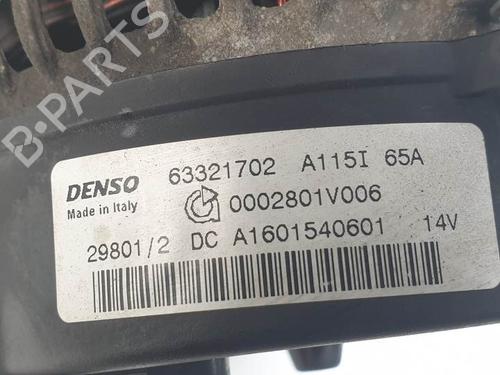 B-PARTS
DENSO 63321702 A115I 65A
Made in Italy 0002801V006
29801/2 DC A1601540601 14V